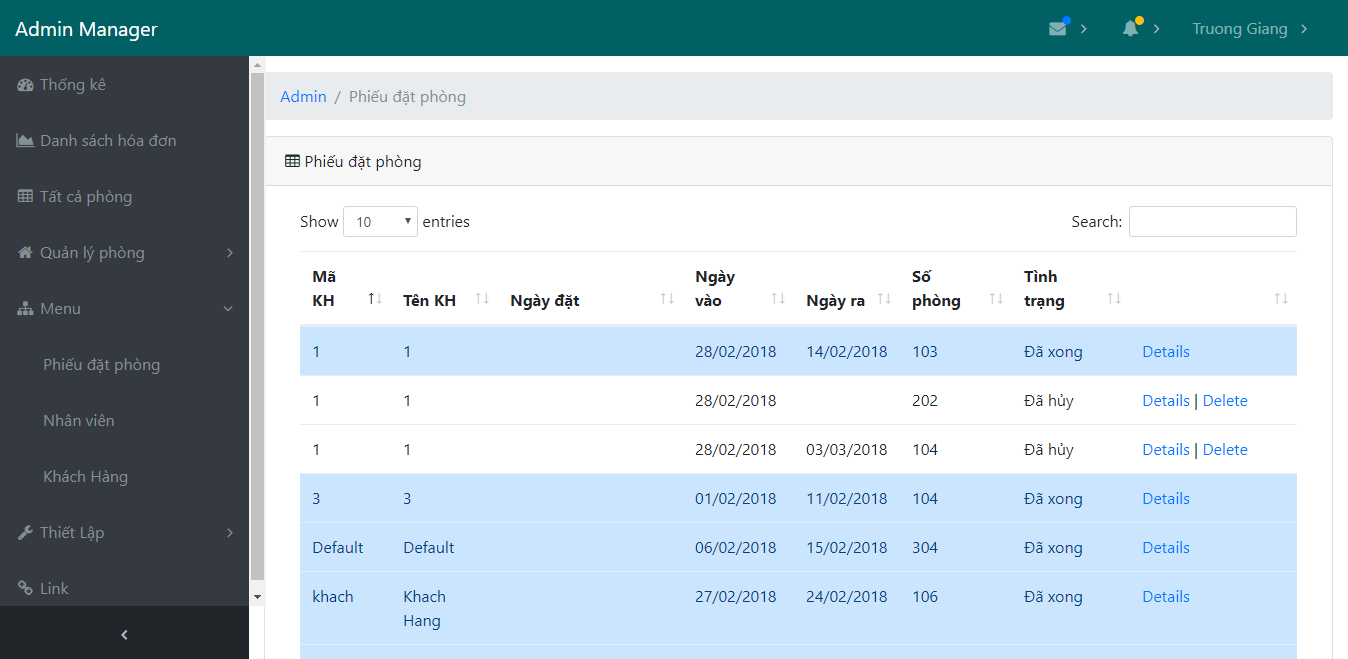 Admin Manager
Truong Giang
Thống kê
Danh sách hóa đơn
Tất cả phòng
Quản lý phòng
Menu
Phiếu đặt phòng
Nhân viên
Khách Hàng
Thiết Lập
Link
Admin / Phiếu đặt phòng
Phiếu đặt phòng
Show 10 entries Search:
Mã KH Tên KH Ngày đặt Ngày vào Ngày ra Số phòng Tình trạng
1 1 28/02/2018 14/02/2018 103 Đã xong Details
1 1 28/02/2018 202 Đã hủy Details | Delete
1 1 28/02/2018 03/03/2018 104 Đã hủy Details | Delete
3 3 01/02/2018 11/02/2018 104 Đã xong Details
Default Default 06/02/2018 15/02/2018 304 Đã xong Details
khach Khach Hang 27/02/2018 24/02/2018 106 Đã xong Details